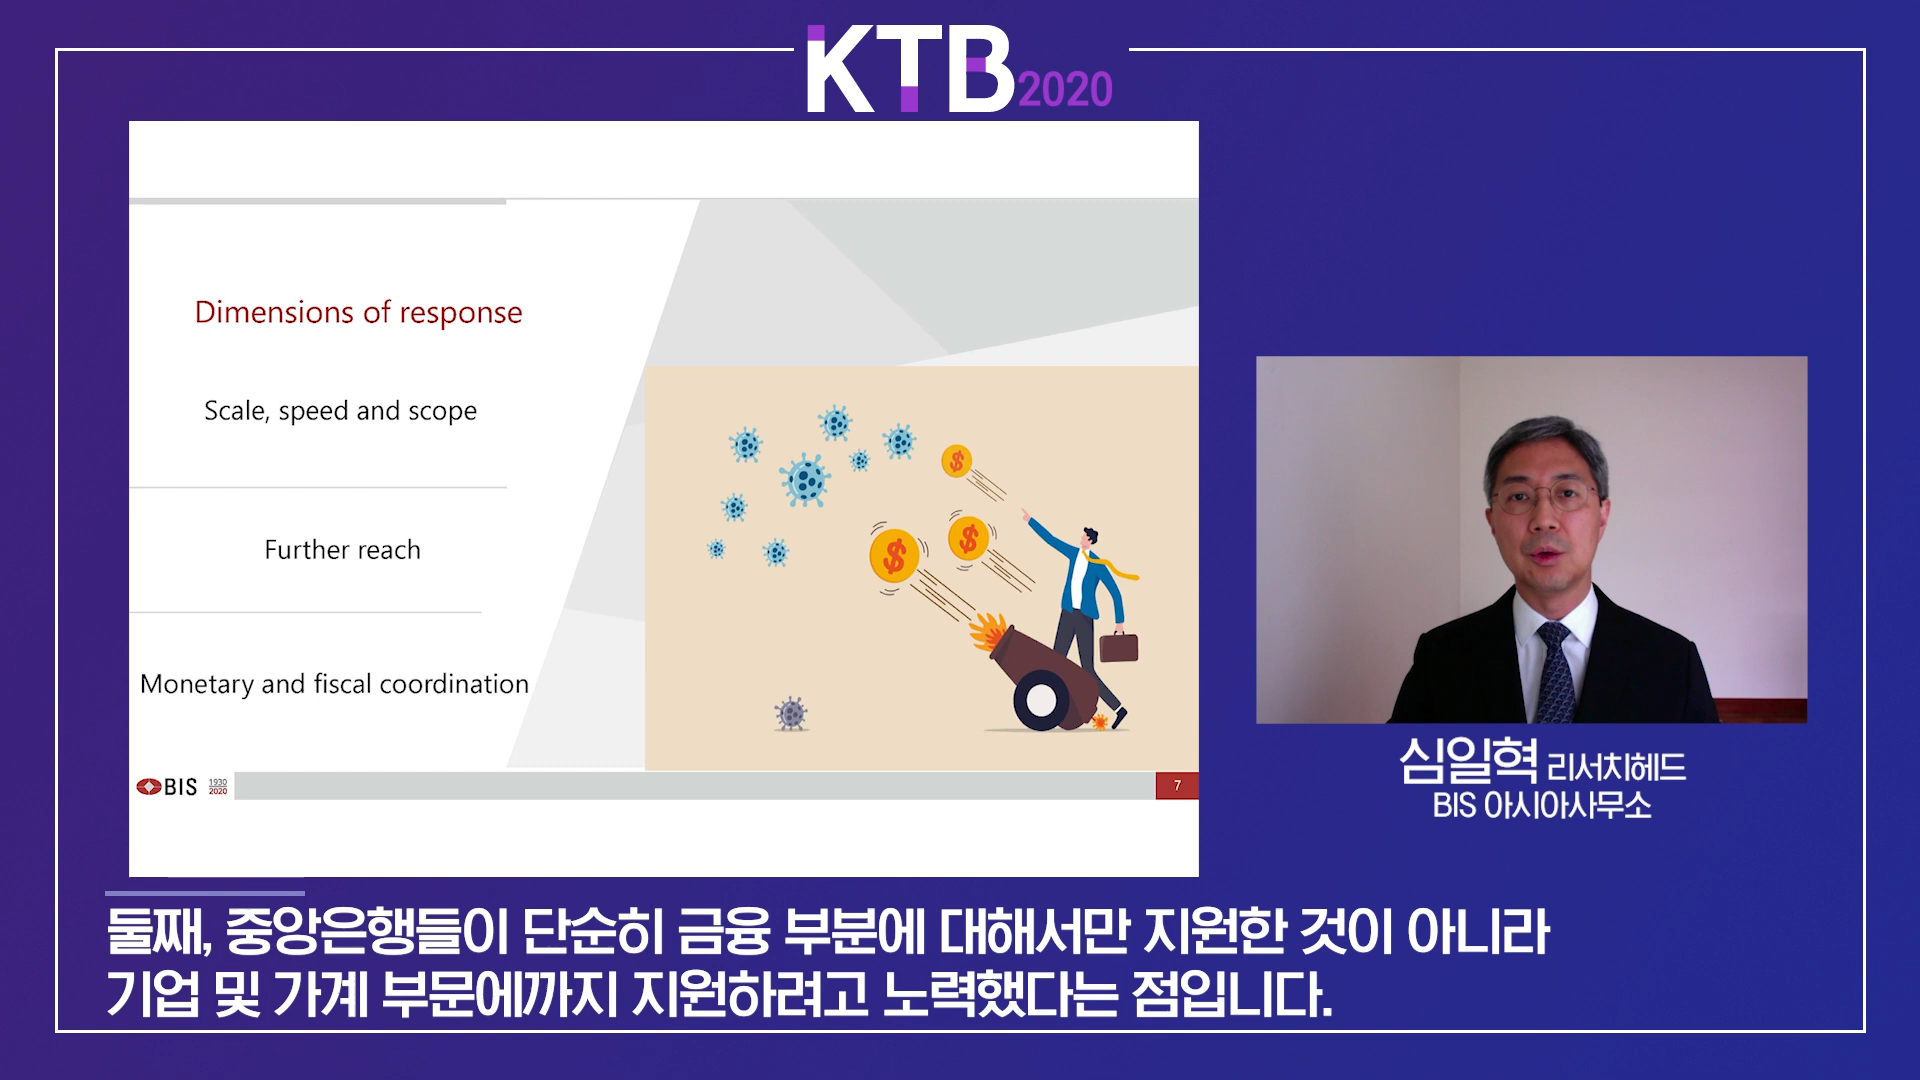 KTB 2020
Dimensions of response
Scale, speed and scope
Further reach
Monetary and fiscal coordination
BIS 1930 2020
7
$
$
$
심일혁 리서치헤드
BIS 아시아사무소
둘째, 중앙은행들이 단순히 금융 부분에 대해서만 지원한 것이 아니라
기업 및 가계 부문에까지 지원하려고 노력했다는 점입니다.